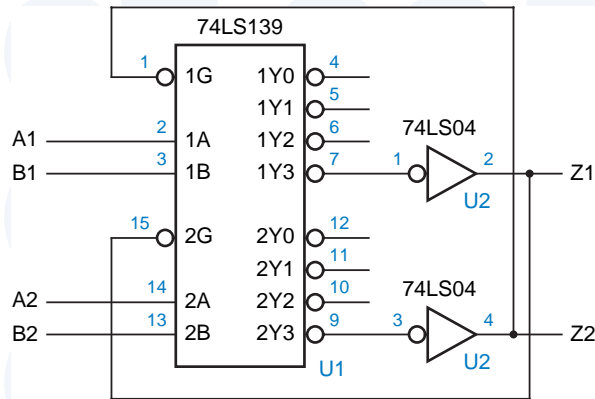 74LS139
1 1G 1Y0 4
1Y1 5
A1 2 1A 1Y2 6 74LS04
B1 3 1B 1Y3 7 1 2 Z1
U2
15 2G 2Y0 12
2Y1 11
A2 14 2A 2Y2 10 74LS04
B2 13 2B 2Y3 9 3 4 Z2
U1 U2